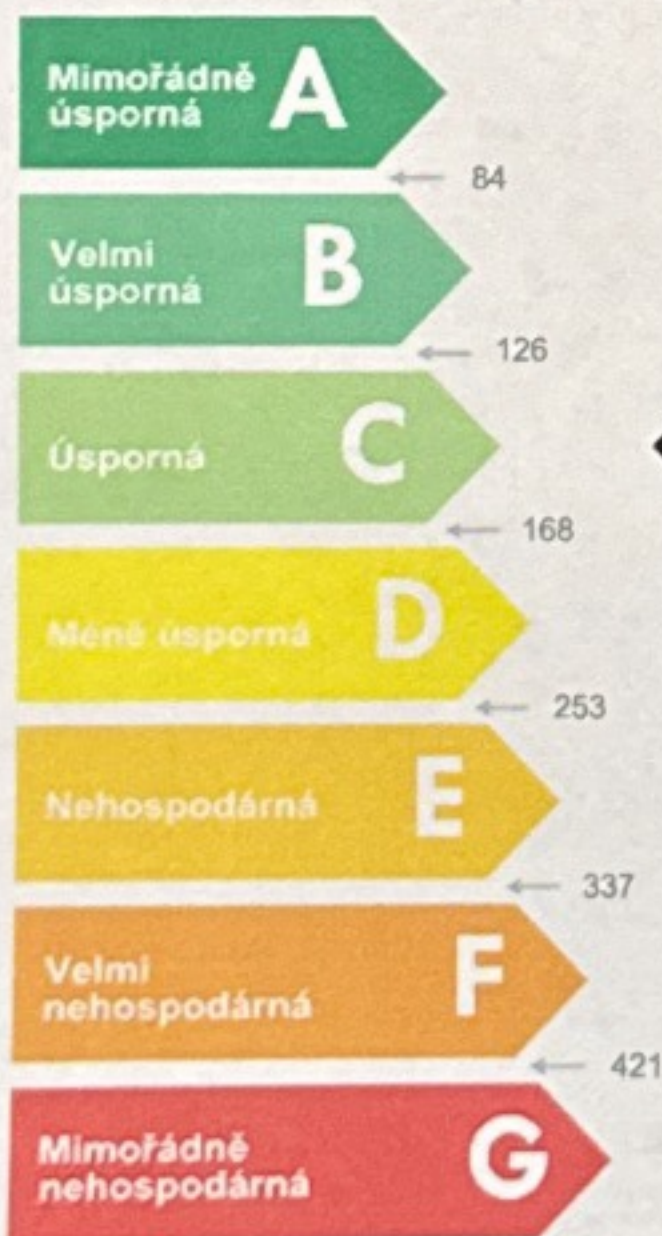 Mimořádně
úsporná A
84
Velmi
úsporná B
126
Úsporná C
168
Méně úsporná D
253
Nehospodárná E
337
Velmi
nehospodárná F
421
Mimořádně
nehospodárná G